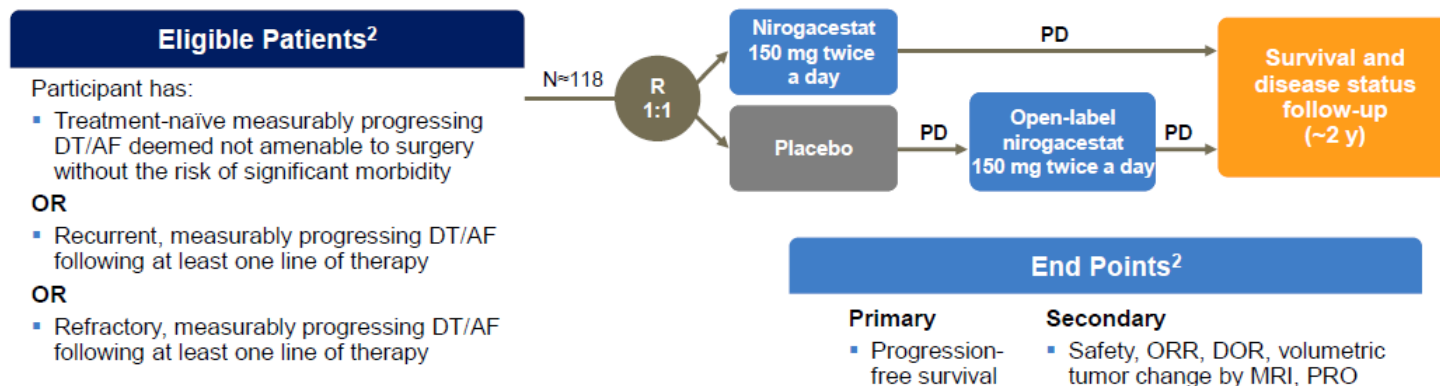 Eligible Patients2
Participant has:
▪ Treatment-naïve measurably progressing
DT/AF deemed not amenable to surgery
without the risk of significant morbidity
OR
▪ Recurrent, measurably progressing DT/AF
following at least one line of therapy
OR
▪ Refractory, measurably progressing DT/AF
following at least one line of therapy
N≈118
R
1:1
Nirogacestat
150 mg twice
a day
PD
Placebo
PD
Open-label
nirogacestat
150 mg twice a day
PD
Survival and
disease status
follow-up
(~2 y)
End Points2
Primary
▪ Progression-
free survival
Secondary
▪ Safety, ORR, DOR, volumetric
tumor change by MRI, PRO